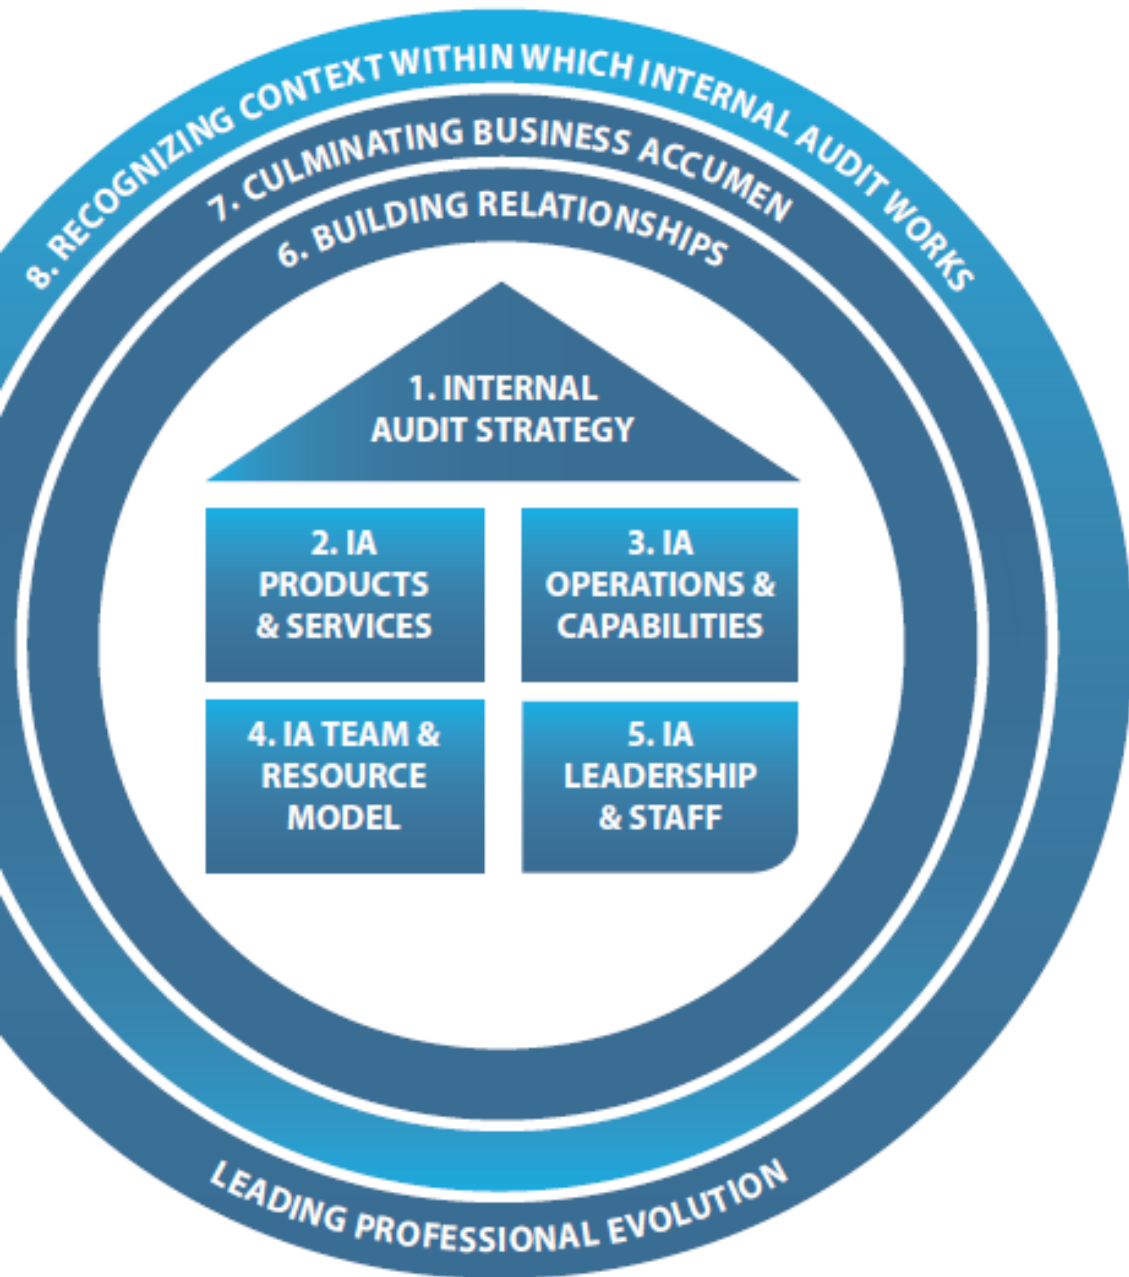 8. RECOGNIZING CONTEXT WITHIN WHICH INTERNAL AUDIT WORKS
7. CULMINATING BUSINESS ACCUMEN
6. BUILDING RELATIONSHIPS
1. INTERNAL
AUDIT STRATEGY
2. IA
PRODUCTS
& SERVICES
3. IA
OPERATIONS &
CAPABILITIES
4. IA TEAM &
RESOURCE
MODEL
5. IA
LEADERSHIP
& STAFF
LEADING PROFESSIONAL EVOLUTION